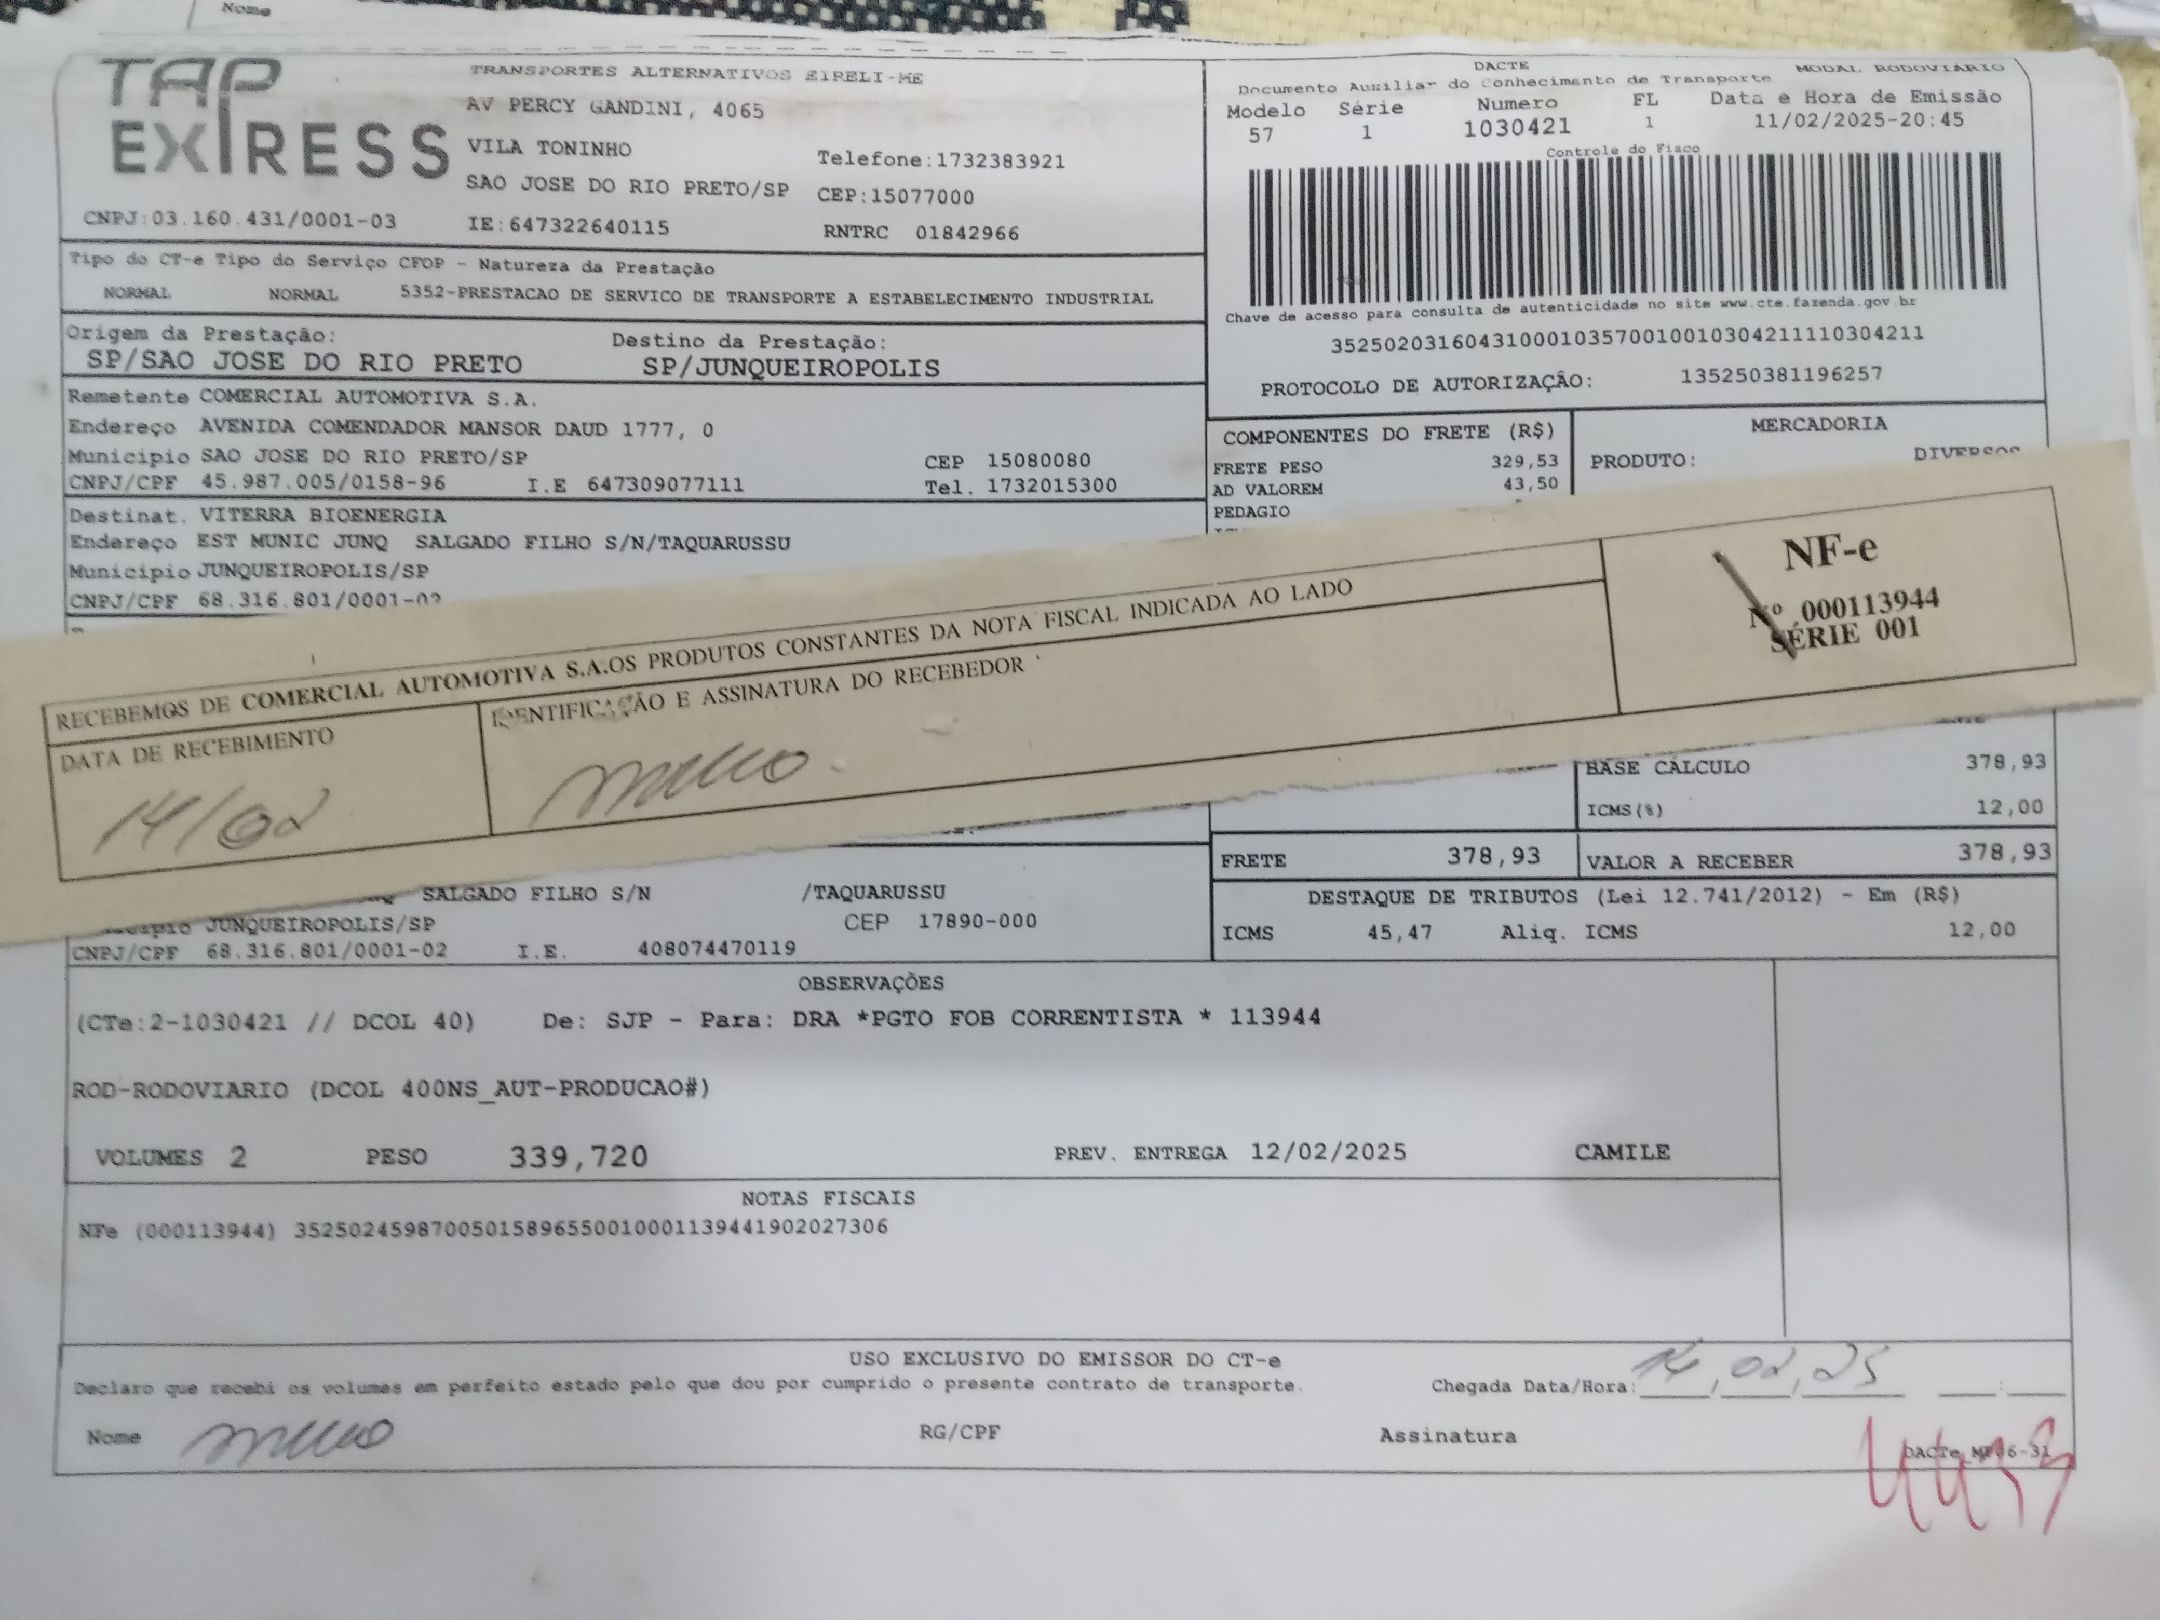 Nome
TAP EXPRESS
TRANSPORTES ALTERNATIVOS EIRELI-ME
AV PERCY GANDINI, 4065
VILA TONINHO
Telefone:1732383921
SAO JOSE DO RIO PRETO/SP CEP:15077000
CNPJ:03.160.431/0001-03 IE:647322640115 RNTRC 01842966
DACTE MODAL RODOVIARIO
Documento Auxiliar do Conhecimento de Transporte
Modelo Série Numero FL Data e Hora de Emissão
57 1 1030421 1 11/02/2025-20:45
Controle do Fisco
Chave de acesso para consulta de autenticidade no site www.cte.fazenda.gov.br
35250203160431000103570010010304211110304211
PROTOCOLO DE AUTORIZAÇÃO: 135250381196257
Tipo do CT-e Tipo do Serviço CFOP - Natureza da Prestação
NORMAL NORMAL 5352-PRESTACAO DE SERVICO DE TRANSPORTE A ESTABELECIMENTO INDUSTRIAL
Origem da Prestação: Destino da Prestação:
SP/SAO JOSE DO RIO PRETO SP/JUNQUEIROPOLIS
Remetente COMERCIAL AUTOMOTIVA S.A.
Endereço AVENIDA COMENDADOR MANSOR DAUD 1777, 0
Municipio SAO JOSE DO RIO PRETO/SP CEP 15080080
CNPJ/CPF 45.987.005/0158-96 I.E 647309077111 Tel. 1732015300
Destinat. VITERRA BIOENERGIA
Endereço EST MUNIC JUNQ SALGADO FILHO S/N/TAQUARUSSU
Municipio JUNQUEIROPOLIS/SP
CNPJ/CPF 68.316.801/0001-02
COMPONENTES DO FRETE (R$) MERCADORIA
FRETE PESO 329,53 PRODUTO: DIVERSOS
AD VALOREM 43,50
PEDAGIO
RECEBEMOS DE COMERCIAL AUTOMOTIVA S.A.OS PRODUTOS CONSTANTES DA NOTA FISCAL INDICADA AO LADO
DATA DE RECEBIMENTO
IDENTIFICAÇÃO E ASSINATURA DO RECEBEDOR
14/02
NF-e
Nº 000113944
SÉRIE 001
BASE CALCULO 378,93
ICMS(%) 12,00
FRETE 378,93 VALOR A RECEBER 378,93
DESTAQUE DE TRIBUTOS (Lei 12.741/2012) - Em (R$)
ICMS 45,47 Aliq. ICMS 12,00
SALGADO FILHO S/N /TAQUARUSSU
JUNQUEIROPOLIS/SP CEP 17890-000
CNPJ/CPF 68.316.801/0001-02 I.E. 408074470119
OBSERVAÇÕES
(CTe:2-1030421 // DCOL 40) De: SJP - Para: DRA *PGTO FOB CORRENTISTA * 113944
ROD-RODOVIARIO (DCOL 400NS_AUT-PRODUCAO#)
VOLUMES 2 PESO 339,720 PREV. ENTREGA 12/02/2025 CAMILE
NOTAS FISCAIS
NFe (000113944) 35250245987005015896550010001139441902027306
USO EXCLUSIVO DO EMISSOR DO CT-e
Declaro que recebi os volumes em perfeito estado pelo que dou por cumprido o presente contrato de transporte. Chegada Data/Hora: 14,02,25
Nome RG/CPF Assinatura